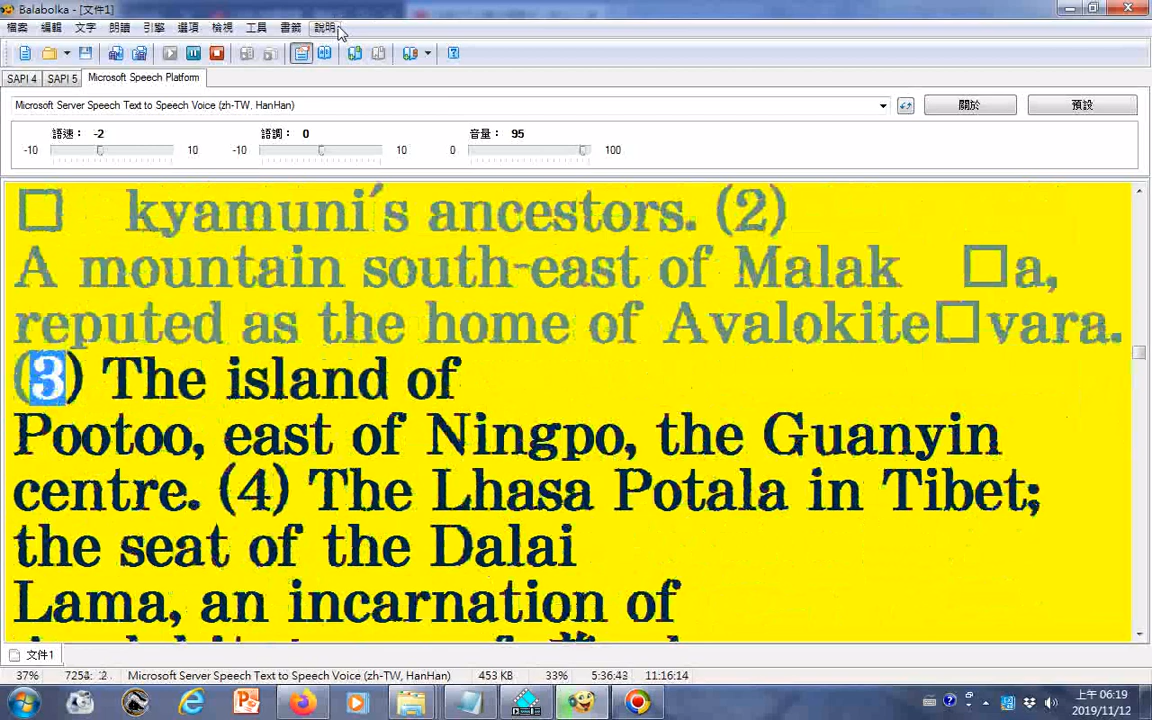 Balabolka - [文件1]
檔案 編輯 文字 朗讀 引擎 選項 檢視 工具 書籤 說明
SAPI 4 SAPI 5 Microsoft Speech Platform
Microsoft Server Speech Text to Speech Voice (zh-TW, HanHan) 關於 預設
語速： -2 語調： 0 音量： 95
-10 10 -10 10 0 100
□ kyamuni's ancestors. (2)
A mountain south-east of Malak □a,
reputed as the home of Avalokite□vara.
(3) The island of
Pootoo, east of Ningpo, the Guanyin
centre. (4) The Lhasa Potala in Tibet;
the seat of the Dalai
Lama, an incarnation of
文件1
37% Microsoft Server Speech Text to Speech Voice (zh-TW, HanHan) 453 KB 33% 5:36:43 11:16:14
上午 06:19
2019/11/12